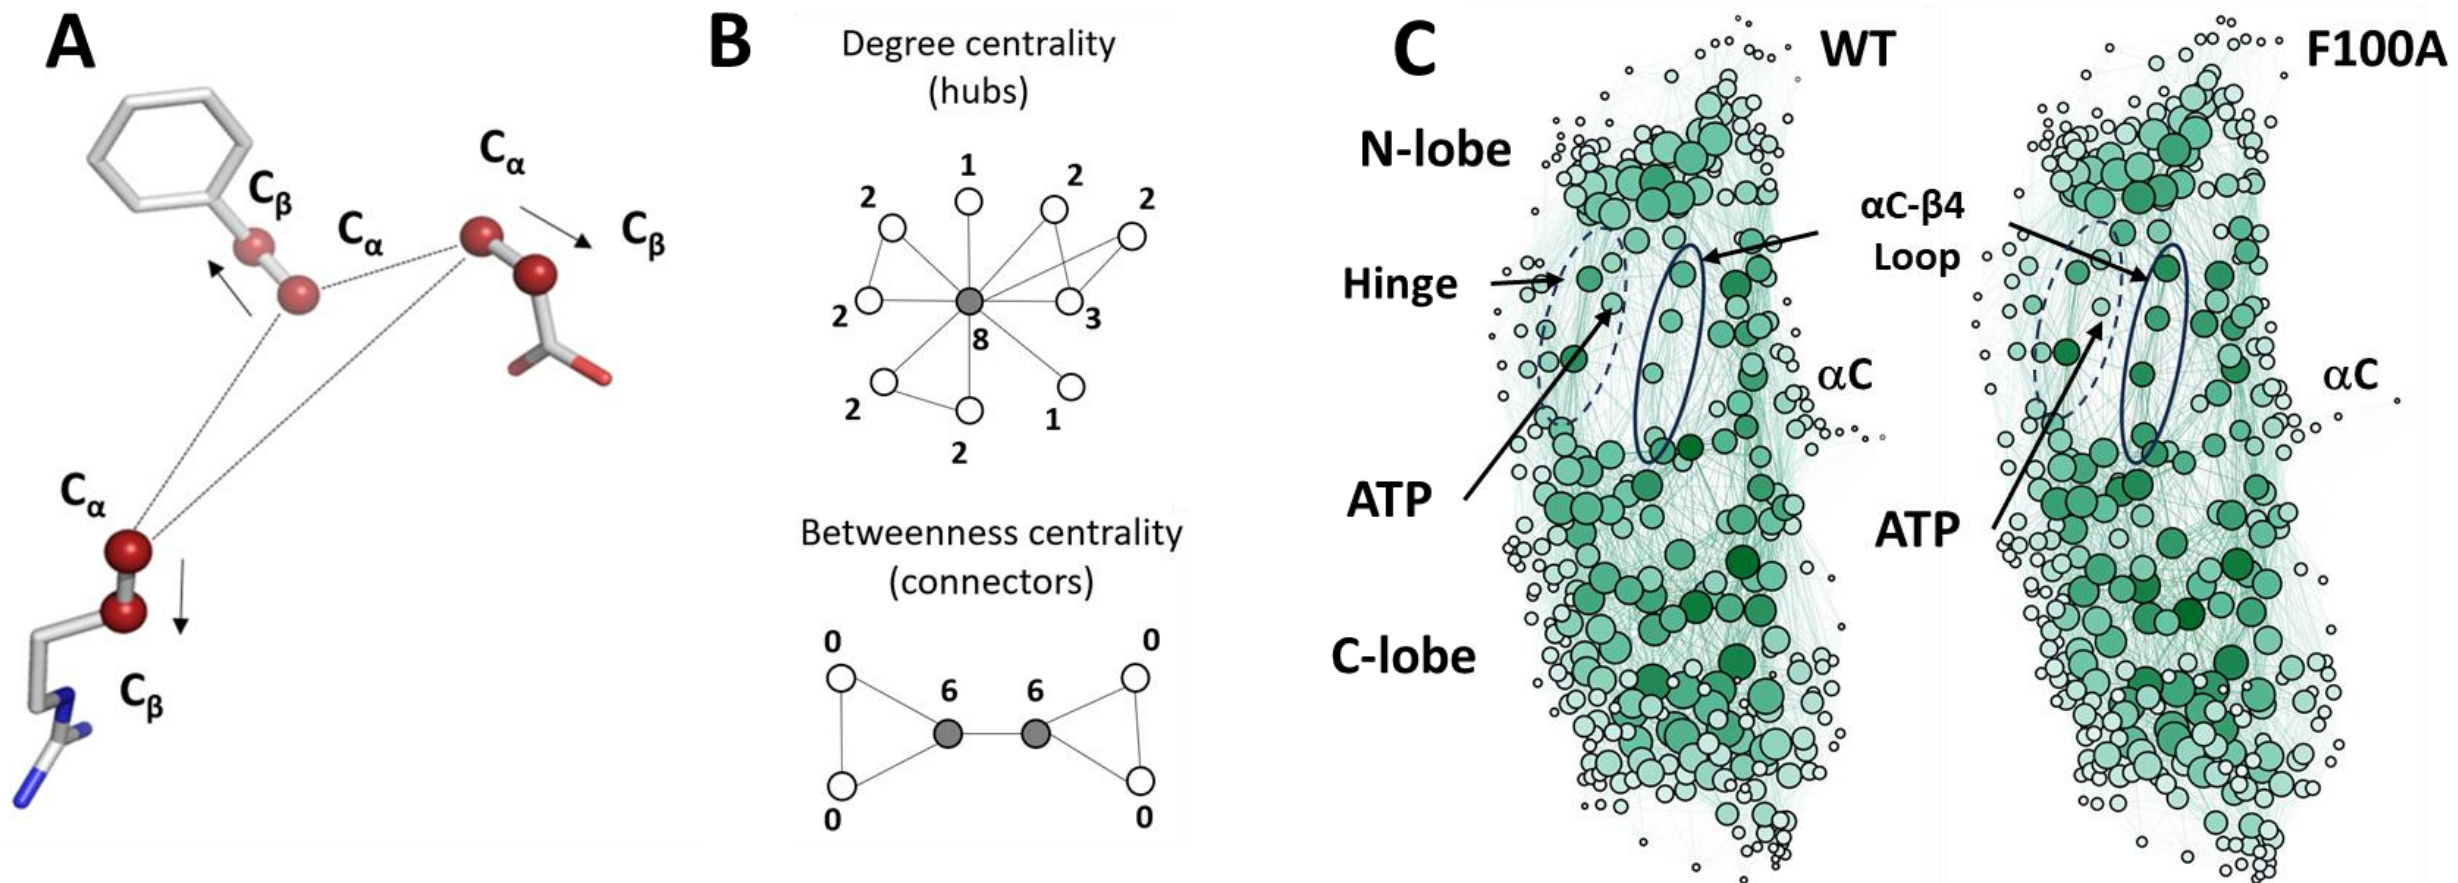 A
Cα
Cβ
Cα
Cβ
Cα
Cβ
B
Degree centrality
(hubs)
1
2
2
2
2
3
8
2
1
2
Betweenness centrality
(connectors)
0
0
6
6
0
0
C
WT
F100A
N-lobe
αC-β4
Loop
Hinge
αC
αC
ATP
ATP
C-lobe